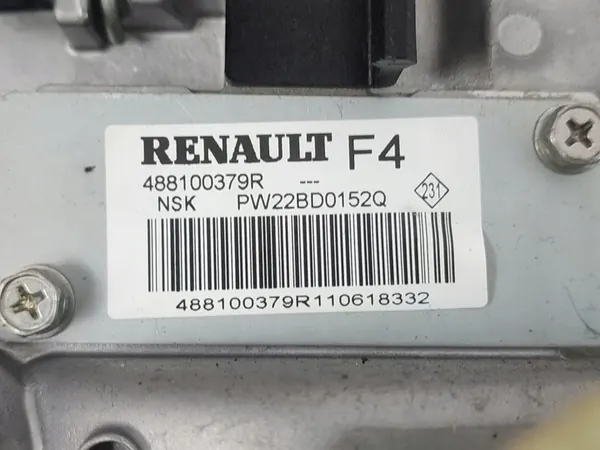 RENAULT F4
488100379R ---
NSK PW22BD0152Q
231
488100379R110618332